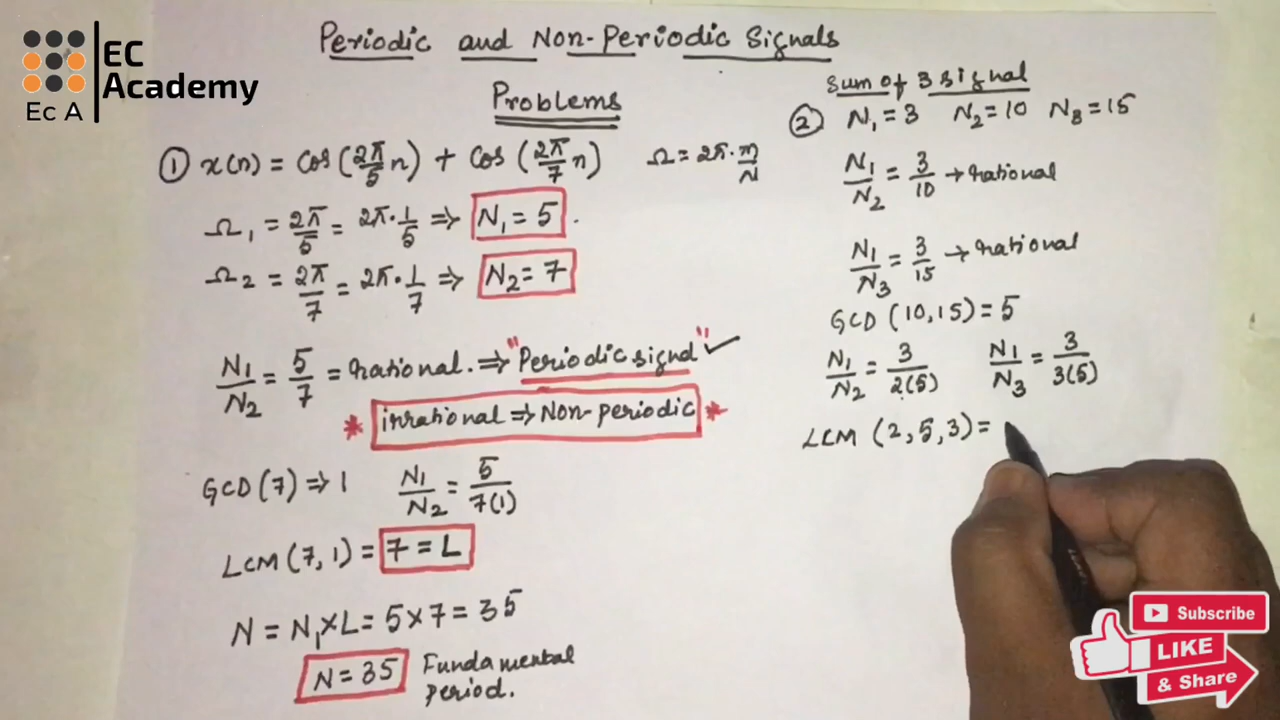 EC
Academy
Ec A
Periodic and Non-Periodic Signals
Problems
① x(n) = cos(2π/5 n) + cos(2π/7 n)   Ω = 2π·m/N
Ω₁ = 2π/5 = 2π·1/5 ⇒ N₁ = 5
Ω₂ = 2π/7 = 2π·1/7 ⇒ N₂ = 7
N₁/N₂ = 5/7 = rational. ⇒ "Periodic signal" ✓
* irrational ⇒ Non-periodic *
GCD(7) ⇒ 1   N₁/N₂ = 5/7(1)
LCM(7,1) = 7 = L
N = N₁×L = 5×7 = 35
N = 35 Fundamental
period.
Sum of 3 signal
② N₁ = 3   N₂ = 10   N₃ = 15
N₁/N₂ = 3/10 → rational
N₁/N₃ = 3/15 → rational
GCD (10,15) = 5
N₁/N₂ = 3/2(5)   N₁/N₃ = 3/3(5)
LCM (2,5,3) =
Subscribe
LIKE
& Share